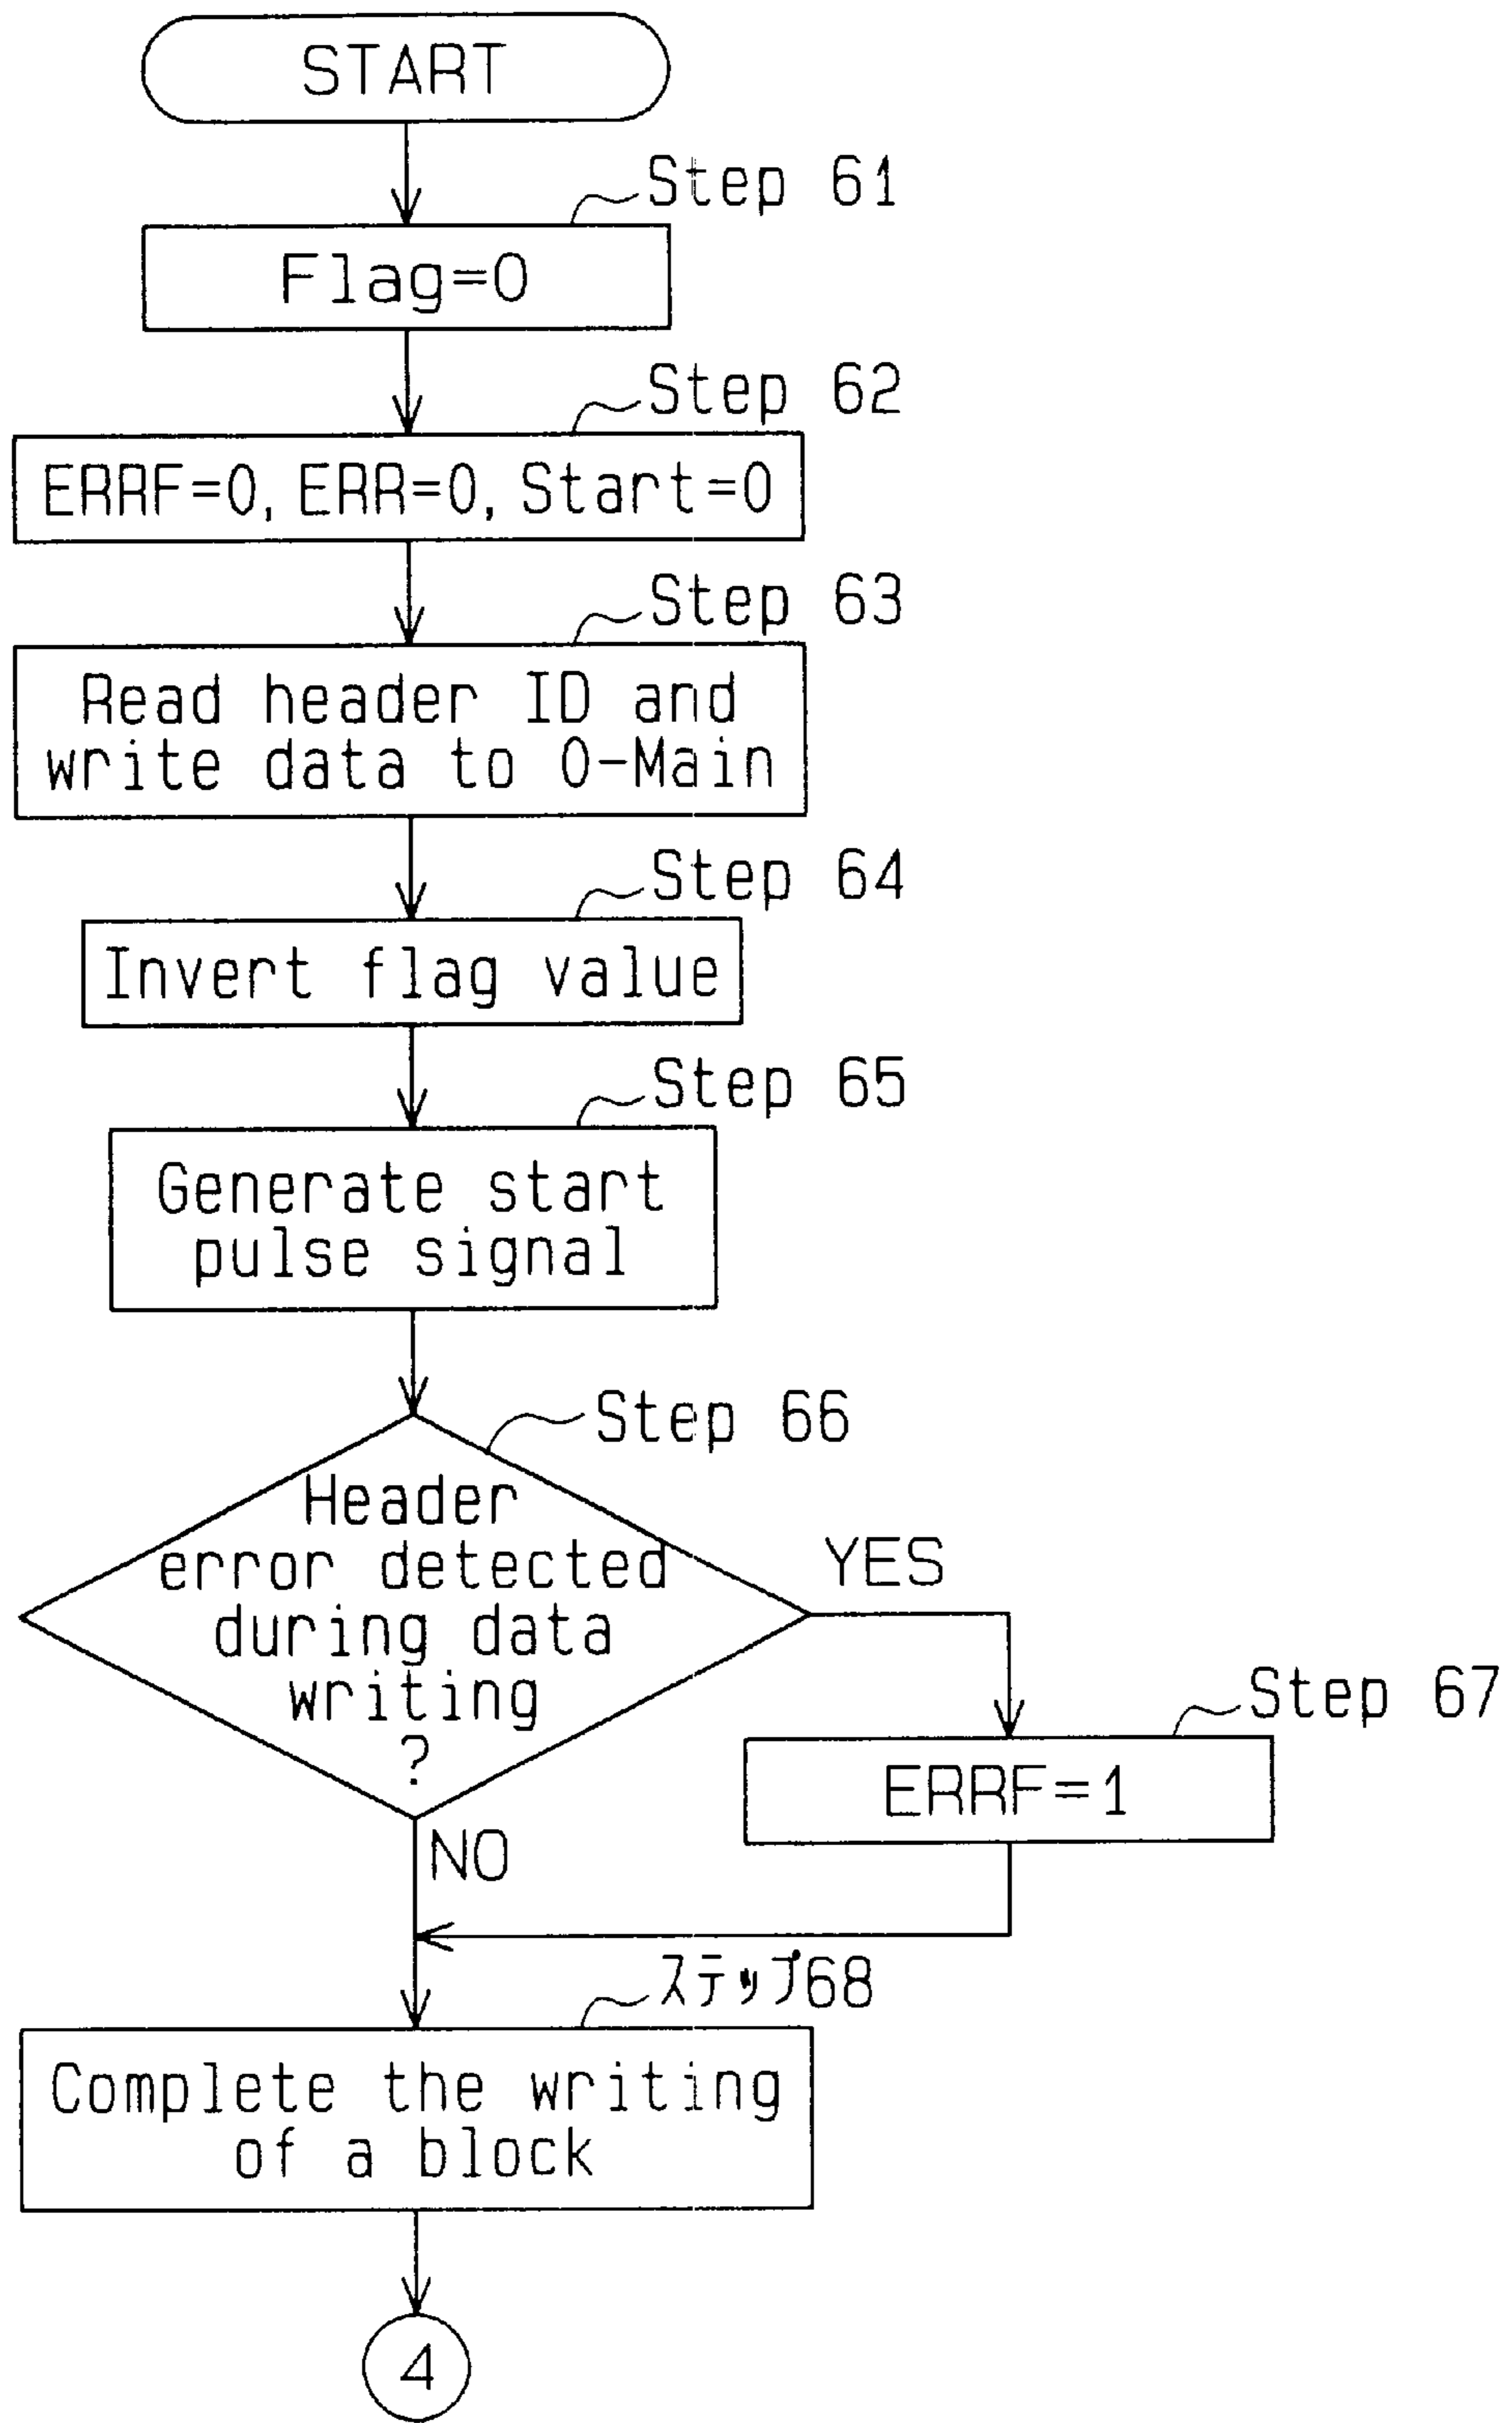 START
Step 61
Flag=0
Step 62
ERRF=0, ERR=0, Start=0
Step 63
Read header ID and
write data to 0-Main
Step 64
Invert flag value
Step 65
Generate start
pulse signal
Step 66
Header
error detected
during data
writing
?
YES
Step 67
ERRF=1
NO
ステップ68
Complete the writing
of a block
4